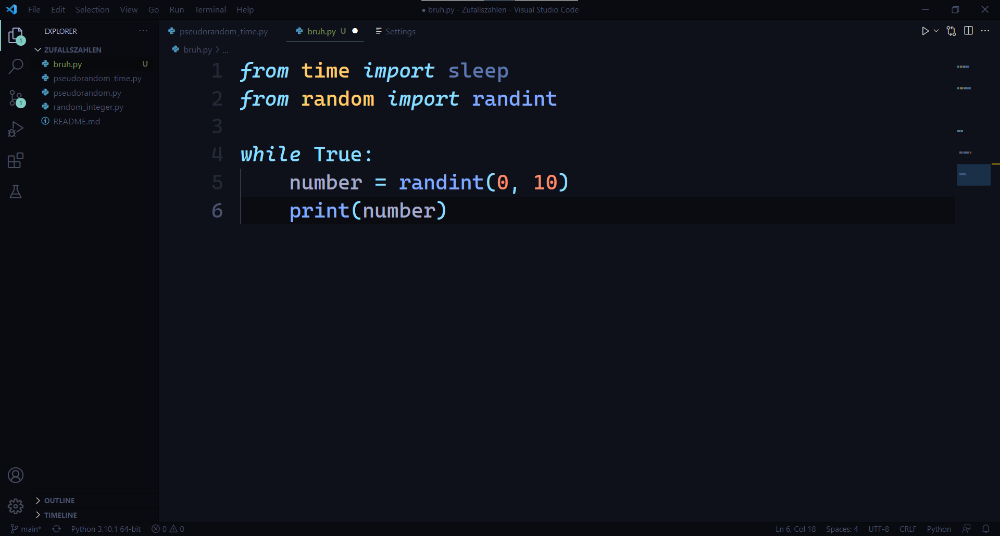 File Edit Selection View Go Run Terminal Help
● bruh.py - Zufallszahlen - Visual Studio Code
EXPLORER ···
pseudorandom_time.py
bruh.py U ●
Settings
ZUFALLSZAHLEN
bruh.py > ...
bruh.py U
pseudorandom_time.py
pseudorandom.py
random_integer.py
README.md
1
1
1 from time import sleep
2 from random import randint
3
4 while True:
5     number = randint(0, 10)
6     print(number)
OUTLINE
TIMELINE
main* Python 3.10.1 64-bit 0 0 Ln 6, Col 18 Spaces: 4 UTF-8 CRLF Python